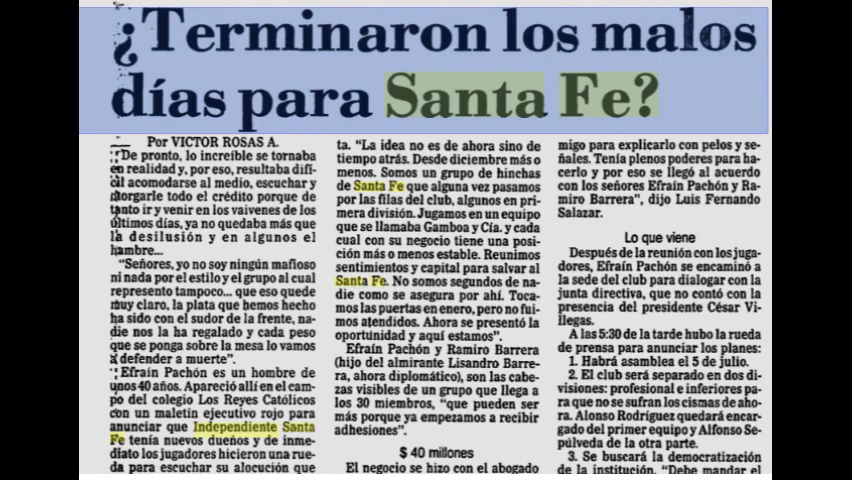 ¿Terminaron los malos
días para Santa Fe?
Por VICTOR ROSAS A.
De pronto, lo increíble se tornaba
en realidad y, por eso, resultaba difí-
cil acomodarse al medio, escuchar y
otorgarle todo el crédito porque de
tanto ir y venir en los vaivenes de los
últimos días, ya no quedaba más que
la desilusión y en algunos el
hambre...
"Señores, yo no soy ningún mafioso
ni nada por el estilo y el grupo al cual
represento tampoco... que eso quede
muy claro, la plata que hemos hecho
ha sido con el sudor de la frente, na-
die nos la ha regalado y cada peso
que se ponga sobre la mesa lo vamos
a defender a muerte".
Efraín Pachón es un hombre de
unos 40 años. Apareció allí en el cam-
po del colegio Los Reyes Católicos
con un maletín ejecutivo rojo para
anunciar que Independiente Santa
Fe tenía nuevos dueños y de inme-
diato los jugadores hicieron una rue-
da para escuchar su alocución que
ta. "La idea no es de ahora sino de
tiempo atrás. Desde diciembre más o
menos. Somos un grupo de hinchas
de Santa Fe que alguna vez pasamos
por las filas del club, algunos en pri-
mera división. Jugamos en un equipo
que se llamaba Gamboa y Cía. y cada
cual con su negocio tiene una posi-
ción más o menos estable. Reunimos
sentimientos y capital para salvar al
Santa Fe. No somos segundos de na-
die como se asegura por ahí. Toca-
mos las puertas en enero, pero no fui-
mos atendidos. Ahora se presentó la
oportunidad y aquí estamos".
Efraín Pachón y Ramiro Barrera
(hijo del almirante Lisandro Barre-
ra, ahora diplomático), son las cabe-
zas visibles de un grupo que llega a
los 30 miembros, "que pueden ser
más porque ya empezamos a recibir
adhesiones".
$ 40 millones
El negocio se hizo con el abogado
migo para explicarlo con pelos y se-
ñales. Tenía plenos poderes para ha-
cerlo y por eso se llegó al acuerdo
con los señores Efraín Pachón y Ra-
miro Barrera", dijo Luis Fernando
Salazar.
Lo que viene
Después de la reunión con los juga-
dores, Efraín Pachón se encaminó a
la sede del club para dialogar con la
junta directiva, que no contó con la
presencia del presidente César Vi-
llegas.
A las 5:30 de la tarde hubo la rueda
de prensa para anunciar los planes:
1. Habrá asamblea el 5 de julio.
2. El club será separado en dos di-
visiones: profesional e inferiores pa-
ra que no se sufran los cismas de aho-
ra. Alonso Rodríguez quedará encar-
gado del primer equipo y Alfonso Se-
púlveda de la otra parte.
3. Se buscará la democratización
de la institución. "Debe mandar el